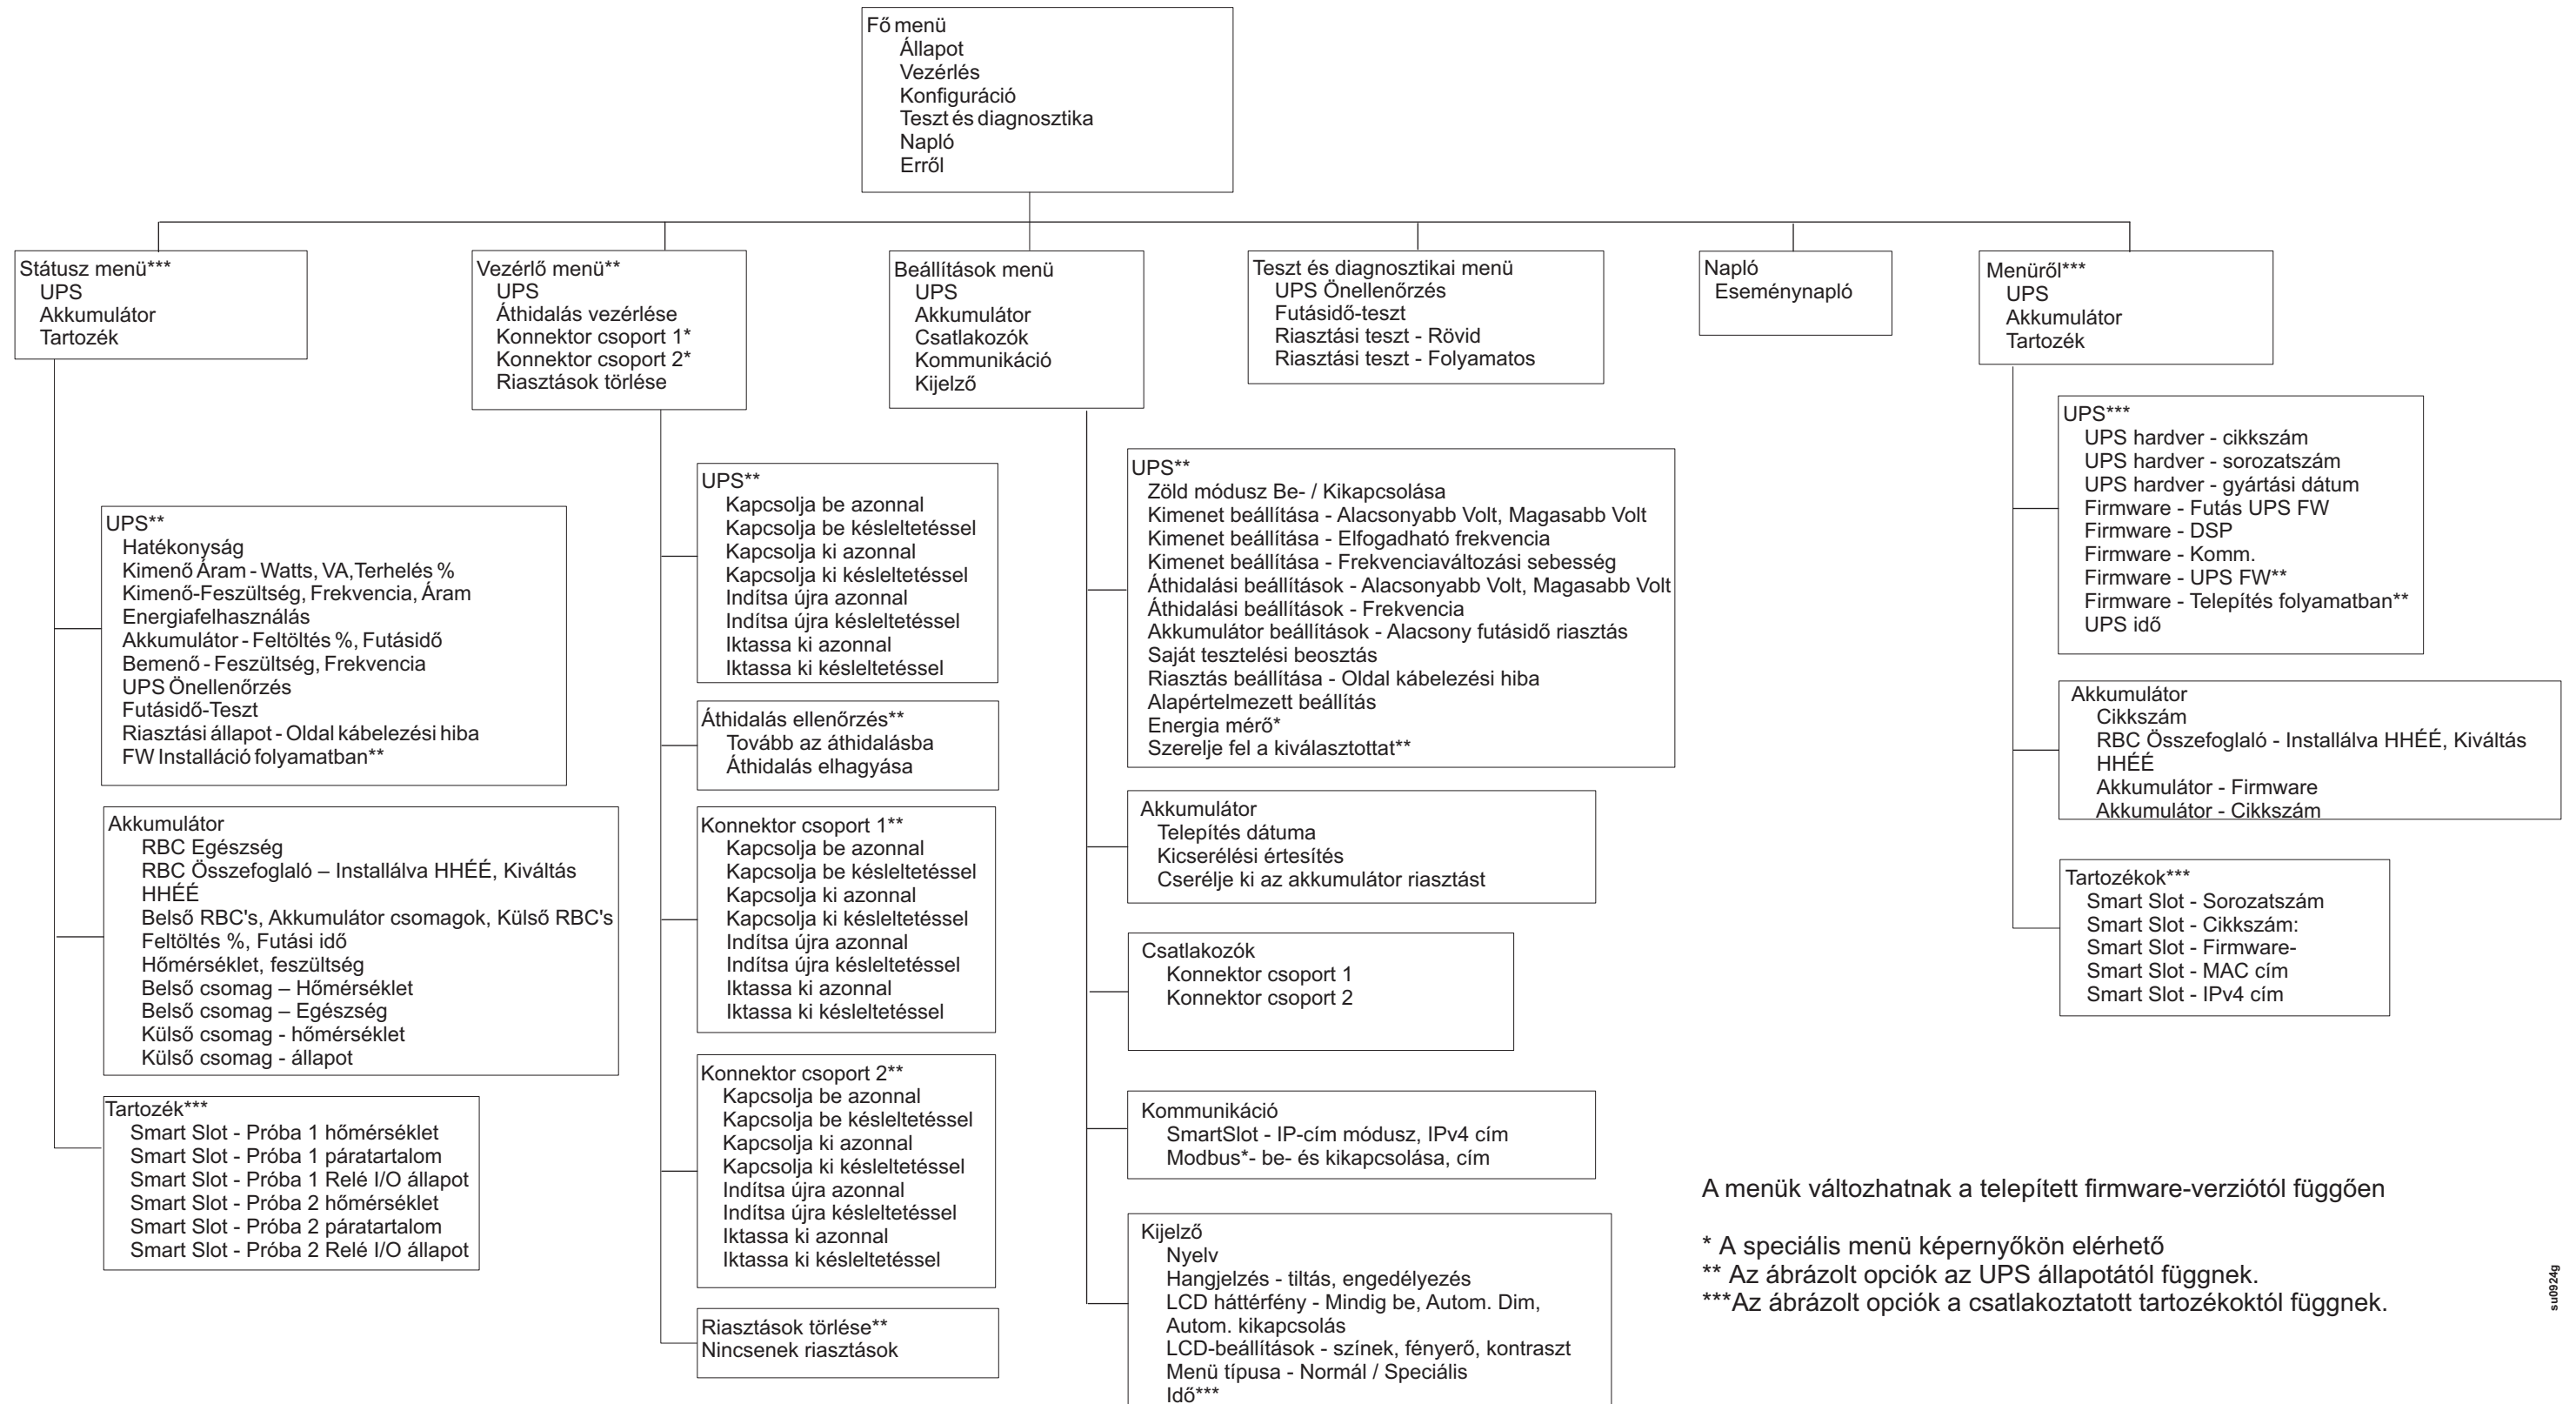 Fő menü
Állapot
Vezérlés
Konfiguráció
Teszt és diagnosztika
Napló
Erről
Státusz menü***
UPS
Akkumulátor
Tartozék
UPS**
Hatékonyság
Kimenő Áram - Watts, VA,Terhelés %
Kimenő-Feszültség, Frekvencia, Áram
Energiafelhasználás
Akkumulátor - Feltöltés %, Futásidő
Bemenő - Feszültség, Frekvencia
UPS Önellenőrzés
Futásidő-Teszt
Riasztási állapot - Oldal kábelezési hiba
FW Installáció folyamatban**
Akkumulátor
RBC Egészség
RBC Összefoglaló – Installálva HHÉÉ, Kiváltás
HHÉÉ
Belső RBC's, Akkumulátor csomagok, Külső RBC's
Feltöltés %, Futási idő
Hőmérséklet, feszültség
Belső csomag – Hőmérséklet
Belső csomag – Egészség
Külső csomag - hőmérséklet
Külső csomag - állapot
Tartozék***
Smart Slot - Próba 1 hőmérséklet
Smart Slot - Próba 1 páratartalom
Smart Slot - Próba 1 Relé I/O állapot
Smart Slot - Próba 2 hőmérséklet
Smart Slot - Próba 2 páratartalom
Smart Slot - Próba 2 Relé I/O állapot
Vezérlő menü**
UPS
Áthidalás vezérlése
Konnektor csoport 1*
Konnektor csoport 2*
Riasztások törlése
UPS**
Kapcsolja be azonnal
Kapcsolja be késleltetéssel
Kapcsolja ki azonnal
Kapcsolja ki késleltetéssel
Indítsa újra azonnal
Indítsa újra késleltetéssel
Iktassa ki azonnal
Iktassa ki késleltetéssel
Áthidalás ellenőrzés**
Tovább az áthidalásba
Áthidalás elhagyása
Konnektor csoport 1**
Kapcsolja be azonnal
Kapcsolja be késleltetéssel
Kapcsolja ki azonnal
Kapcsolja ki késleltetéssel
Indítsa újra azonnal
Indítsa újra késleltetéssel
Iktassa ki azonnal
Iktassa ki késleltetéssel
Konnektor csoport 2**
Kapcsolja be azonnal
Kapcsolja be késleltetéssel
Kapcsolja ki azonnal
Kapcsolja ki késleltetéssel
Indítsa újra azonnal
Indítsa újra késleltetéssel
Iktassa ki azonnal
Iktassa ki késleltetéssel
Riasztások törlése**
Nincsenek riasztások
Beállítások menü
UPS
Akkumulátor
Csatlakozók
Kommunikáció
Kijelző
UPS**
Zöld módusz Be- / Kikapcsolása
Kimenet beállítása - Alacsonyabb Volt, Magasabb Volt
Kimenet beállítása - Elfogadható frekvencia
Kimenet beállítása - Frekvenciaváltozási sebesség
Áthidalási beállítások - Alacsonyabb Volt, Magasabb Volt
Áthidalási beállítások - Frekvencia
Akkumulátor beállítások - Alacsony futásidő riasztás
Saját tesztelési beosztás
Riasztás beállítása - Oldal kábelezési hiba
Alapértelmezett beállítás
Energia mérő*
Szerelje fel a kiválasztottat**
Akkumulátor
Telepítés dátuma
Kicserélési értesítés
Cserélje ki az akkumulátor riasztást
Csatlakozók
Konnektor csoport 1
Konnektor csoport 2
Kommunikáció
SmartSlot - IP-cím módusz, IPv4 cím
Modbus*- be- és kikapcsolása, cím
Kijelző
Nyelv
Hangjelzés - tiltás, engedélyezés
LCD háttérfény - Mindig be, Autom. Dim,
Autom. kikapcsolás
LCD-beállítások - színek, fényerő, kontraszt
Menü típusa - Normál / Speciális
Idő***
Teszt és diagnosztikai menü
UPS Önellenőrzés
Futásidő-teszt
Riasztási teszt - Rövid
Riasztási teszt - Folyamatos
Napló
Eseménynapló
Menüről***
UPS
Akkumulátor
Tartozék
UPS***
UPS hardver - cikkszám
UPS hardver - sorozatszám
UPS hardver - gyártási dátum
Firmware - Futás UPS FW
Firmware - DSP
Firmware - Komm.
Firmware - UPS FW**
Firmware - Telepítés folyamatban**
UPS idő
Akkumulátor
Cikkszám
RBC Összefoglaló - Installálva HHÉÉ, Kiváltás
HHÉÉ
Akkumulátor - Firmware
Akkumulátor - Cikkszám
Tartozékok***
Smart Slot - Sorozatszám
Smart Slot - Cikkszám:
Smart Slot - Firmware-
Smart Slot - MAC cím
Smart Slot - IPv4 cím
A menük változhatnak a telepített firmware-verziótól függően
* A speciális menü képernyőkön elérhető
** Az ábrázolt opciók az UPS állapotától függnek.
***Az ábrázolt opciók a csatlakoztatott tartozékoktól függnek.
su0924g